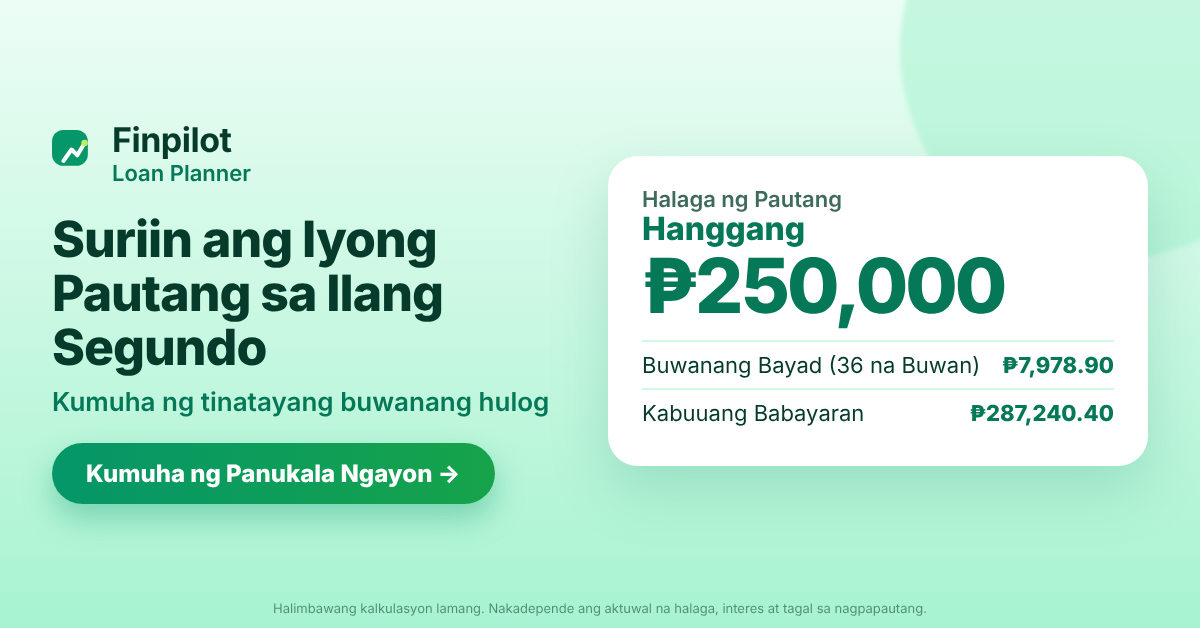 Finpilot
Loan Planner
Suriin ang Iyong
Pautang sa Ilang
Segundo
Kumuha ng tinatayang buwanang hulog
Kumuha ng Panukala Ngayon →
Halaga ng Pautang
Hanggang
₱250,000
Buwanang Bayad (36 na Buwan) ₱7,978.90
Kabuuang Babayaran ₱287,240.40
Halimbawang kalkulasyon lamang. Nakadepende ang aktuwal na halaga, interes at tagal sa nagpapautang.